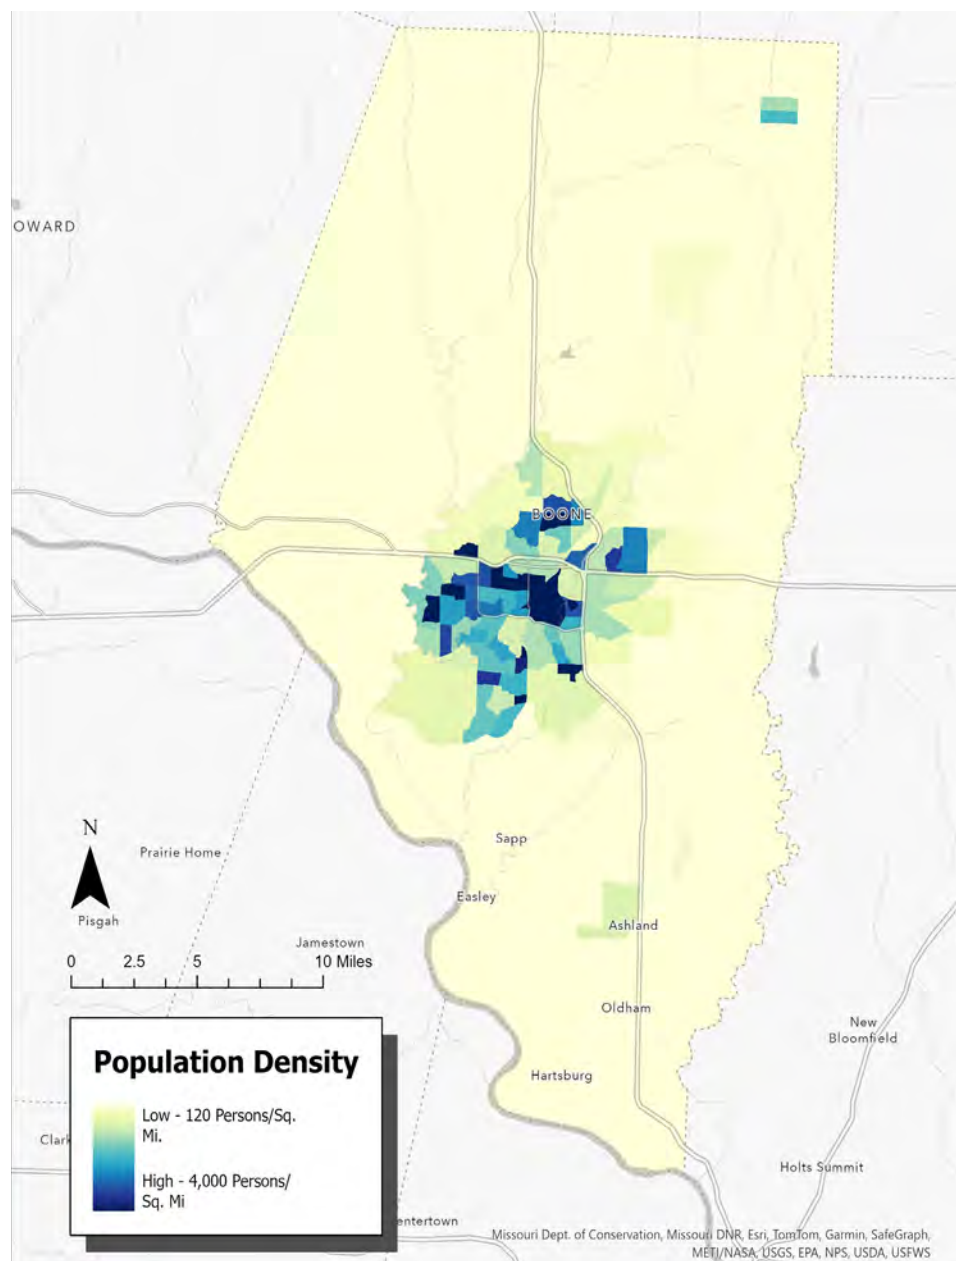 OWARD
BOONE
Sapp
N
Prairie Home
Easley
Pisgah
Ashland
Jamestown
0 2.5 5 10 Miles
Oldham
New
Bloomfield
Population Density
Hartsburg
Low - 120 Persons/Sq.
Mi.
Clark
High - 4,000 Persons/
Sq. Mi
Holts Summit
entertown
Missouri Dept. of Conservation, Missouri DNR, Esri, TomTom, Garmin, SafeGraph,
METI/NASA, USGS, EPA, NPS, USDA, USFWS